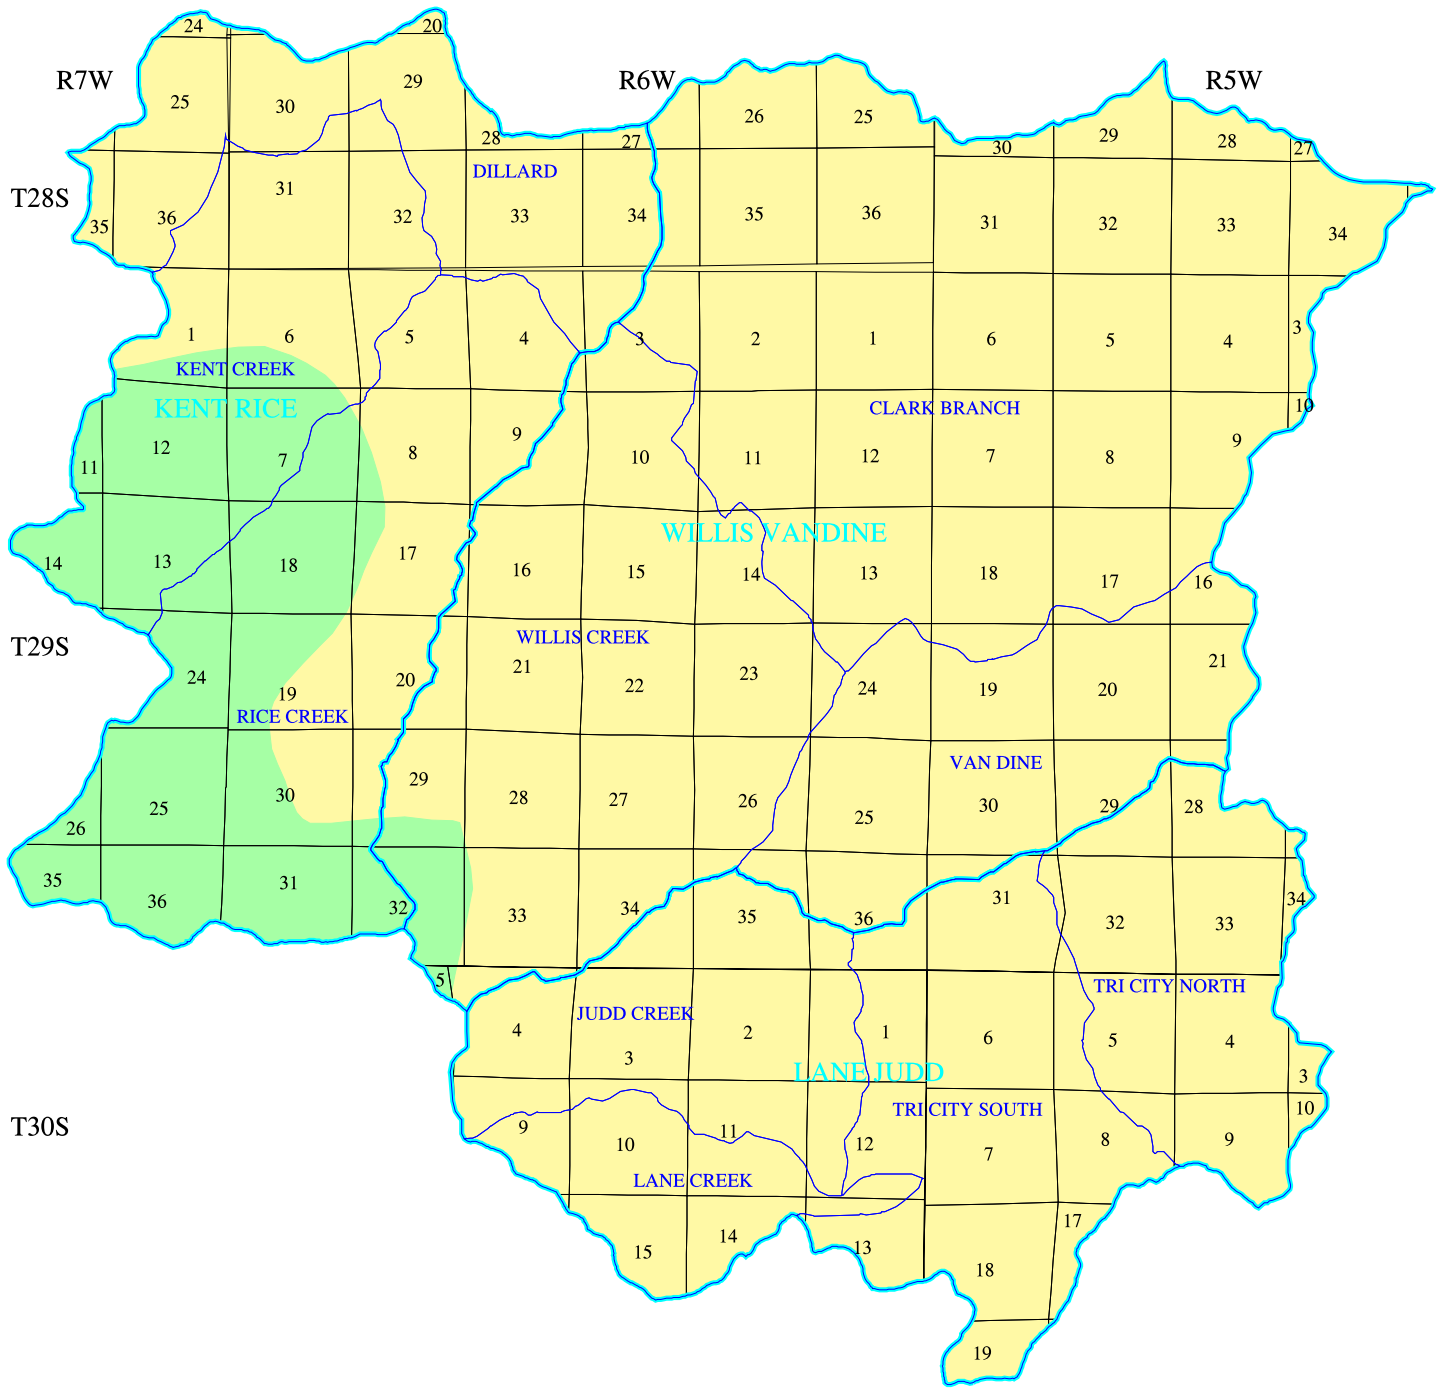 24 20
R7W 29 R6W R5W
25 30 26 25
28 27 30 29 28 27
31 DILLARD
T28S 36 32 33 34 35 36 31 32 33 34
35
1 6 5 4 3 2 1 6 5 4 3
KENT CREEK
KENT RICE CLARK BRANCH 10
12 7 8 9 10 11 12 7 8 9
11
WILLIS VANDINE
14 13 18 17 16 15 14 13 18 17 16
T29S WILLIS CREEK
24 19 20 21 22 23 24 19 20 21
RICE CREEK
VAN DINE
25 30 29 28 27 26 25 30 29 28
26
35 36 31 32 33 34 35 36 31 32 33 34
5 TRI CITY NORTH
JUDD CREEK
4 3 2 1 6 5 4 3
LANE JUDD
TRI CITY SOUTH 10
T30S 9 10 11 12 7 8 9
LANE CREEK
15 14 13 18 17
19